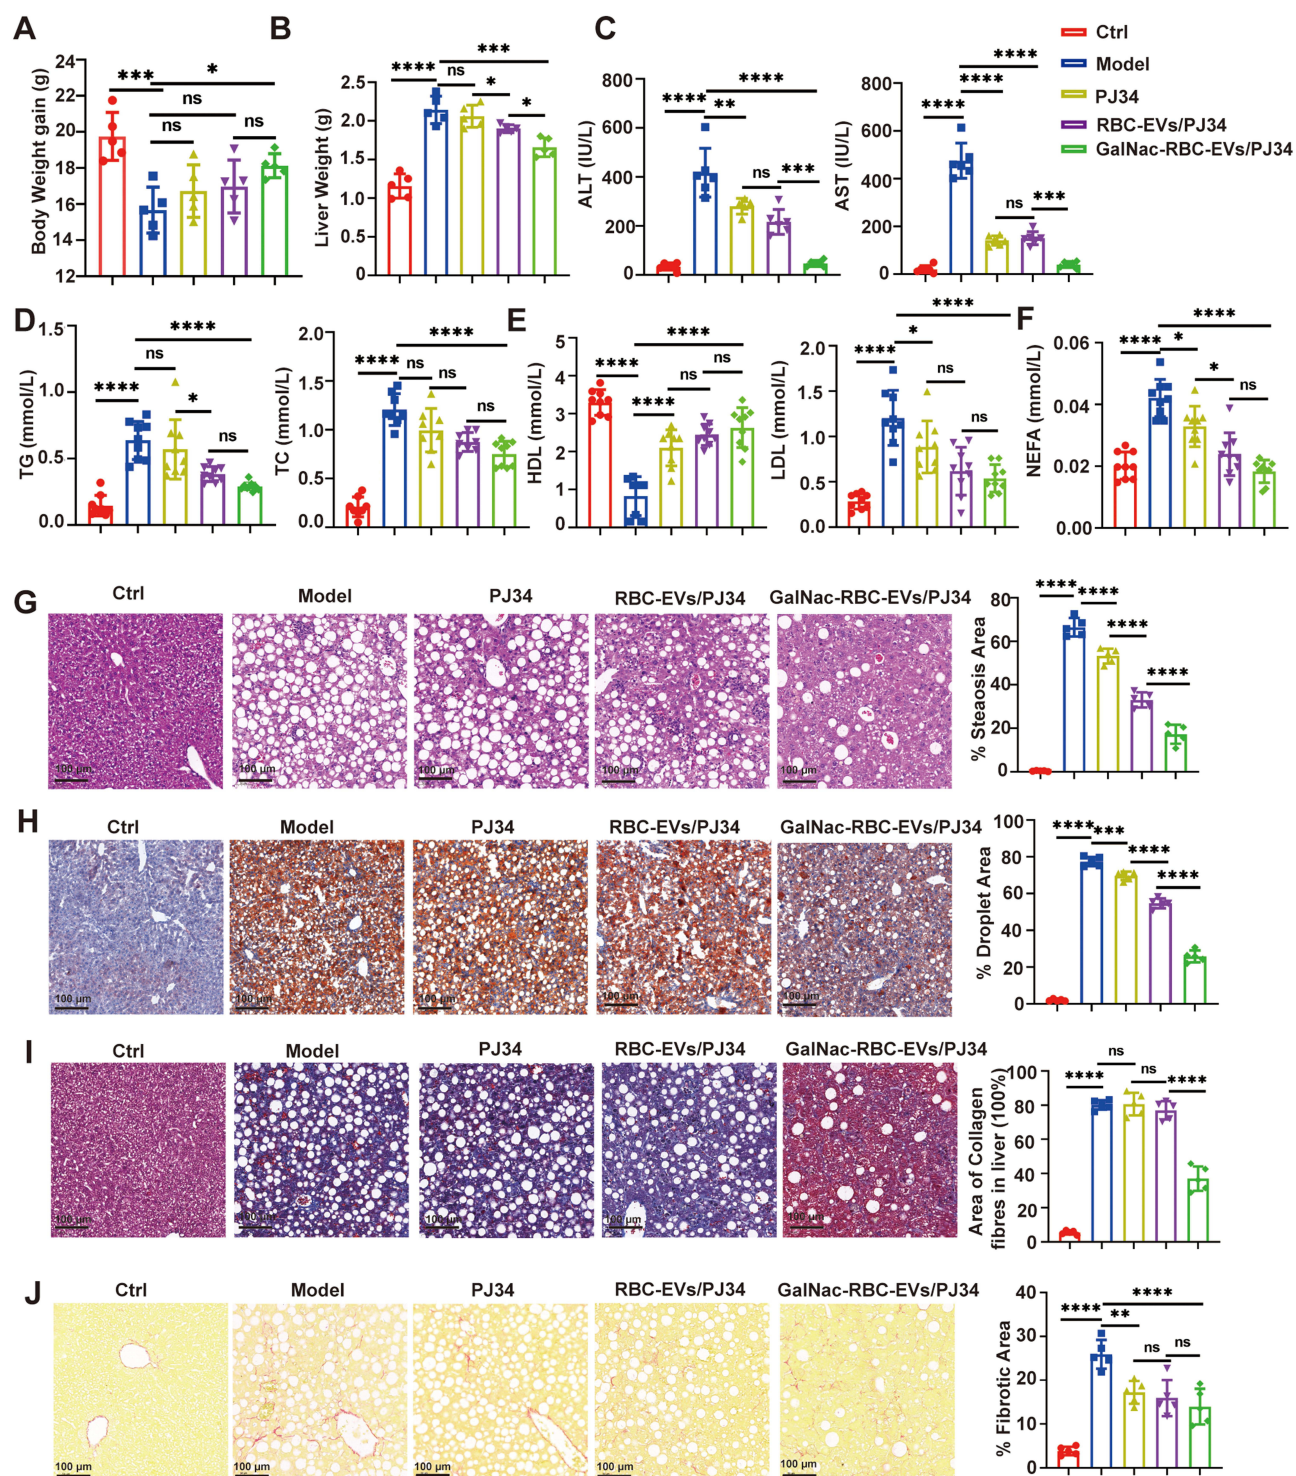 A
B
C
Ctrl
Model
PJ34
RBC-EVs/PJ34
GalNac-RBC-EVs/PJ34
Body Weight gain (g)
24
22
20
18
16
14
12
***
*
ns
ns
ns
Liver Weight (g)
2.5
2.0
1.5
1.0
0.5
0
***
****
ns
*
*
ALT (IU/L)
800
600
400
200
0
****
****
**
ns
***
AST (IU/L)
800
600
400
200
0
****
****
****
ns
***
D
E
F
TG (mmol/L)
1.5
1.0
0.5
0.0
****
ns
****
*
ns
TC (mmol/L)
2.0
1.5
1.0
0.5
0.0
****
****
ns
ns
ns
HDL (mmol/L)
5
4
3
2
1
0
****
****
ns
ns
****
LDL (mmol/L)
2.0
1.5
1.0
0.5
0.0
****
*
****
ns
ns
NEFA (mmol/L)
0.06
0.04
0.02
0.00
****
****
*
*
ns
G
Ctrl
Model
PJ34
RBC-EVs/PJ34
GalNac-RBC-EVs/PJ34
100 μm
100 μm
100 μm
100 μm
100 μm
% Steaosis Area
80
60
40
20
0
****
****
****
****
H
Ctrl
Model
PJ34
RBC-EVs/PJ34
GalNac-RBC-EVs/PJ34
100 μm
100 μm
100 μm
100 μm
100 μm
% Droplet Area
100
80
60
40
20
0
****
***
****
****
I
Ctrl
Model
PJ34
RBC-EVs/PJ34
GalNac-RBC-EVs/PJ34
100 μm
100 μm
100 μm
100 μm
100 μm
Area of Collagen
fibres in liver (100%)
100
80
60
40
20
0
ns
****
ns
****
J
Ctrl
Model
PJ34
RBC-EVs/PJ34
GalNac-RBC-EVs/PJ34
100 μm
100 μm
100 μm
100 μm
100 μm
% Fibrotic Area
40
30
20
10
0
****
****
**
ns
ns